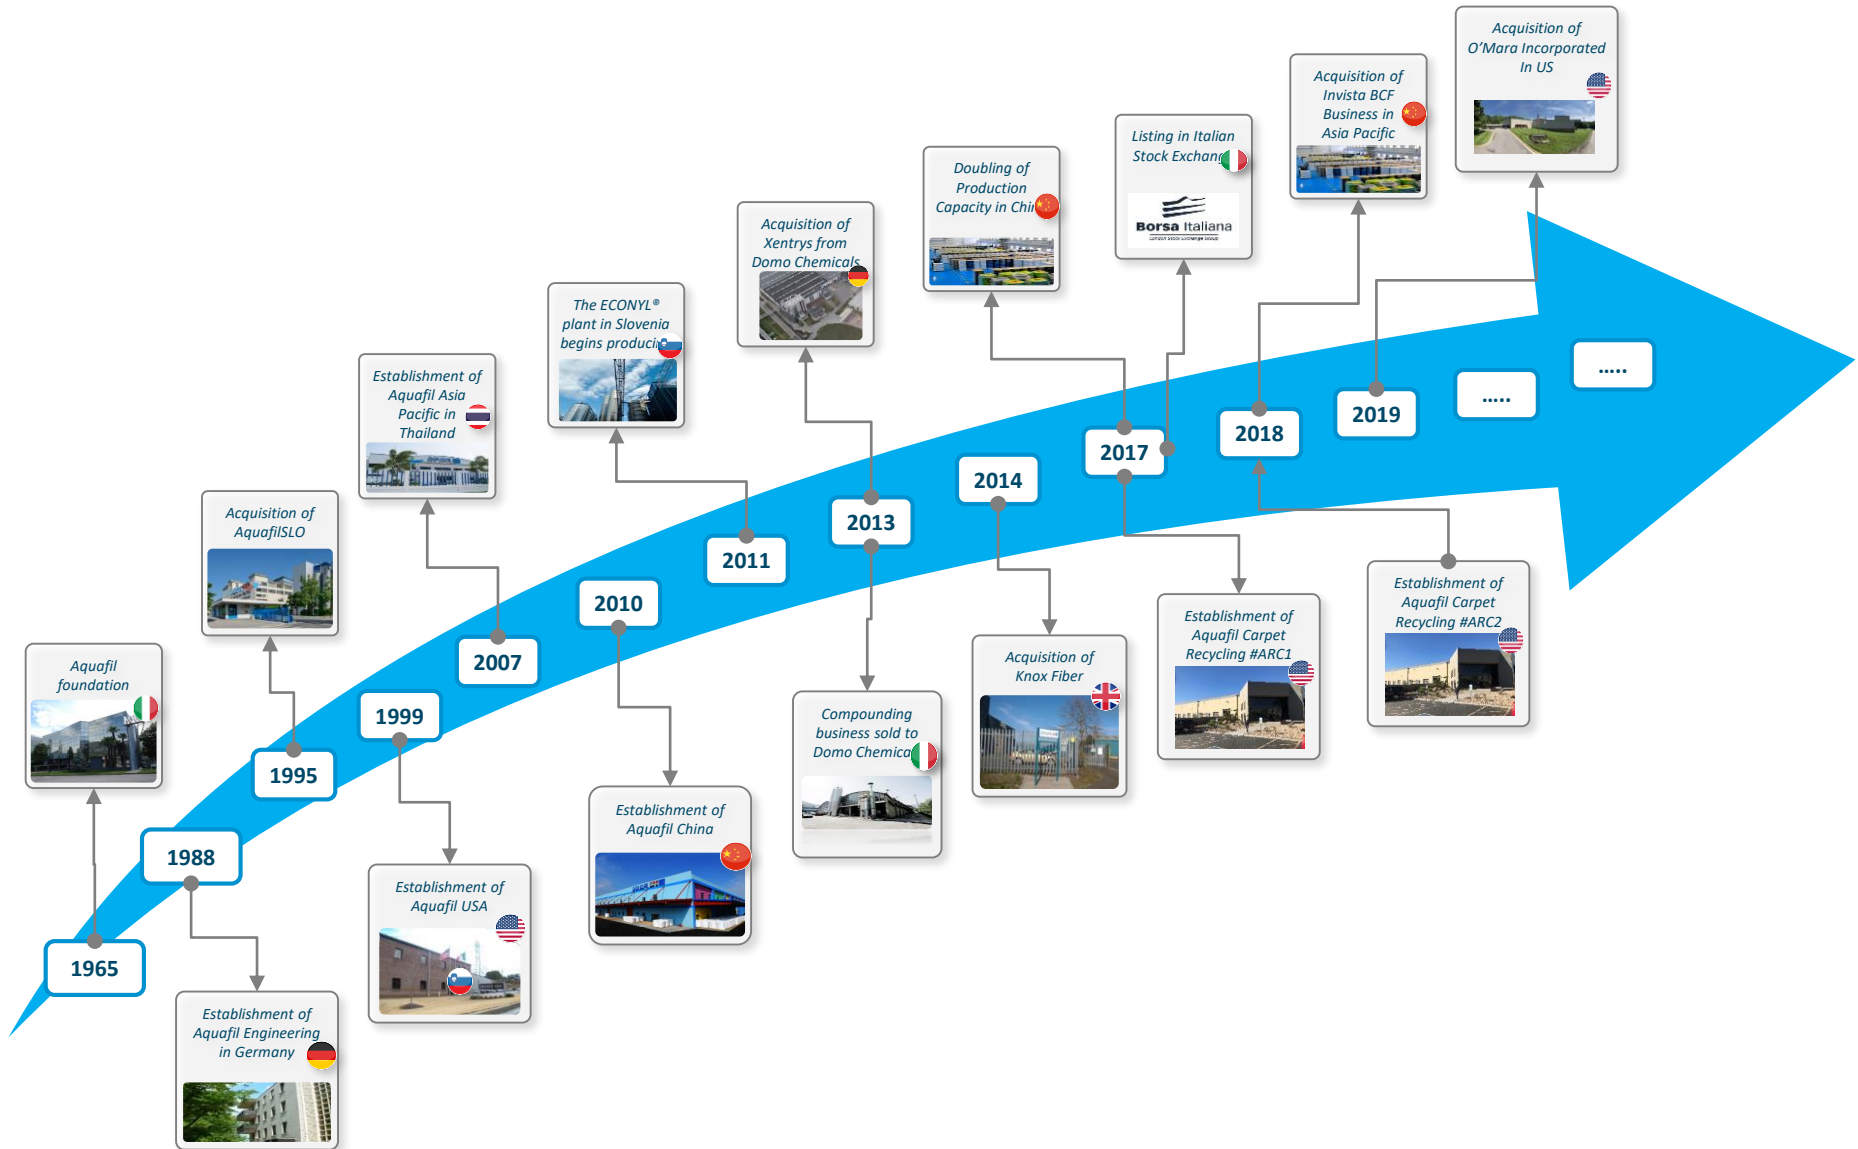 Acquisition of
O'Mara Incorporated
In US
Acquisition of
Invista BCF
Business in
Asia Pacific
Listing in Italian
Stock
Borsa Italiana
London Stock Exchange Group
Doubling of
Production
Capacity in
Acquisition of
Xentrys from
Domo Chemicals
The ECONYL®
plant in Slovenia
begins
Establishment of
Aquafil Asia
Pacific in
Thailand
Acquisition of
AquafilSLO
Aquafil
foundation
1965
1988
1995
1999
2007
2010
2011
2013
2014
2017
2018
2019
.....
.....
Establishment of
Aquafil Engineering
in Germany
Establishment of
Aquafil USA
Establishment of
Aquafil China
Compounding
business sold to
Domo
Acquisition of
Knox Fiber
Establishment of
Aquafil Carpet
Recycling #ARC1
Establishment of
Aquafil Carpet
Recycling #ARC2